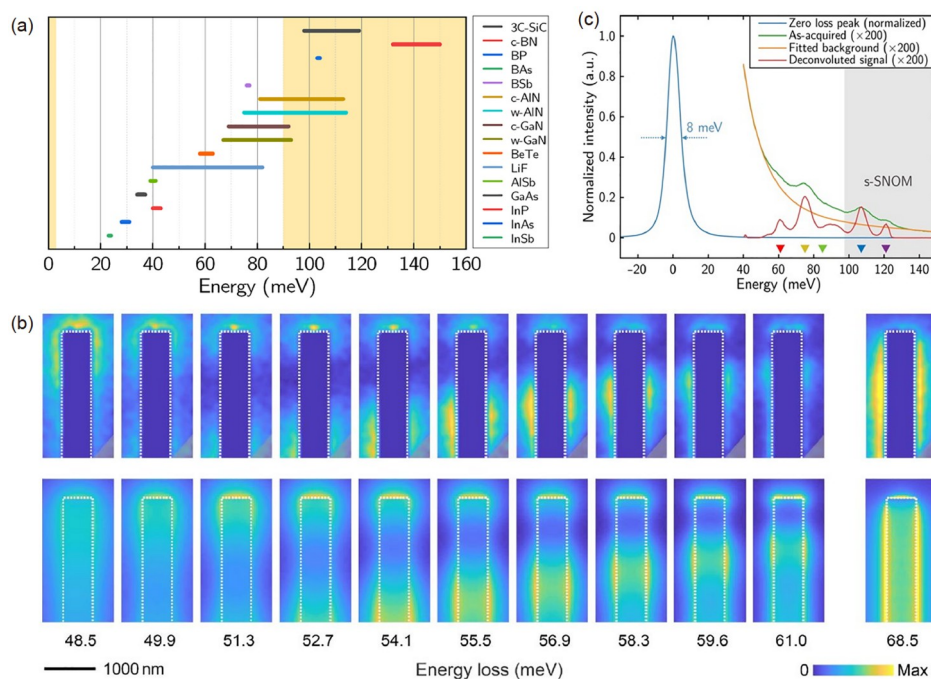 (a)
3C-SiC
c-BN
BP
BAs
BSb
c-AlN
w-AlN
c-GaN
w-GaN
BeTe
LiF
AlSb
GaAs
InP
InAs
InSb
0 20 40 60 80 100 120 140 160
Energy (meV)
(c)
Zero loss peak (normalized)
As-acquired (×200)
Fitted background (×200)
Deconvoluted signal (×200)
Normalized intensity (a.u.)
1.0
0.8
0.6
0.4
0.2
0.0
8 meV
s-SNOM
−20 0 20 40 60 80 100 120 140
Energy (meV)
(b)
48.5 49.9 51.3 52.7 54.1 55.5 56.9 58.3 59.6 61.0 68.5
1000 nm
Energy loss (meV)
0 Max